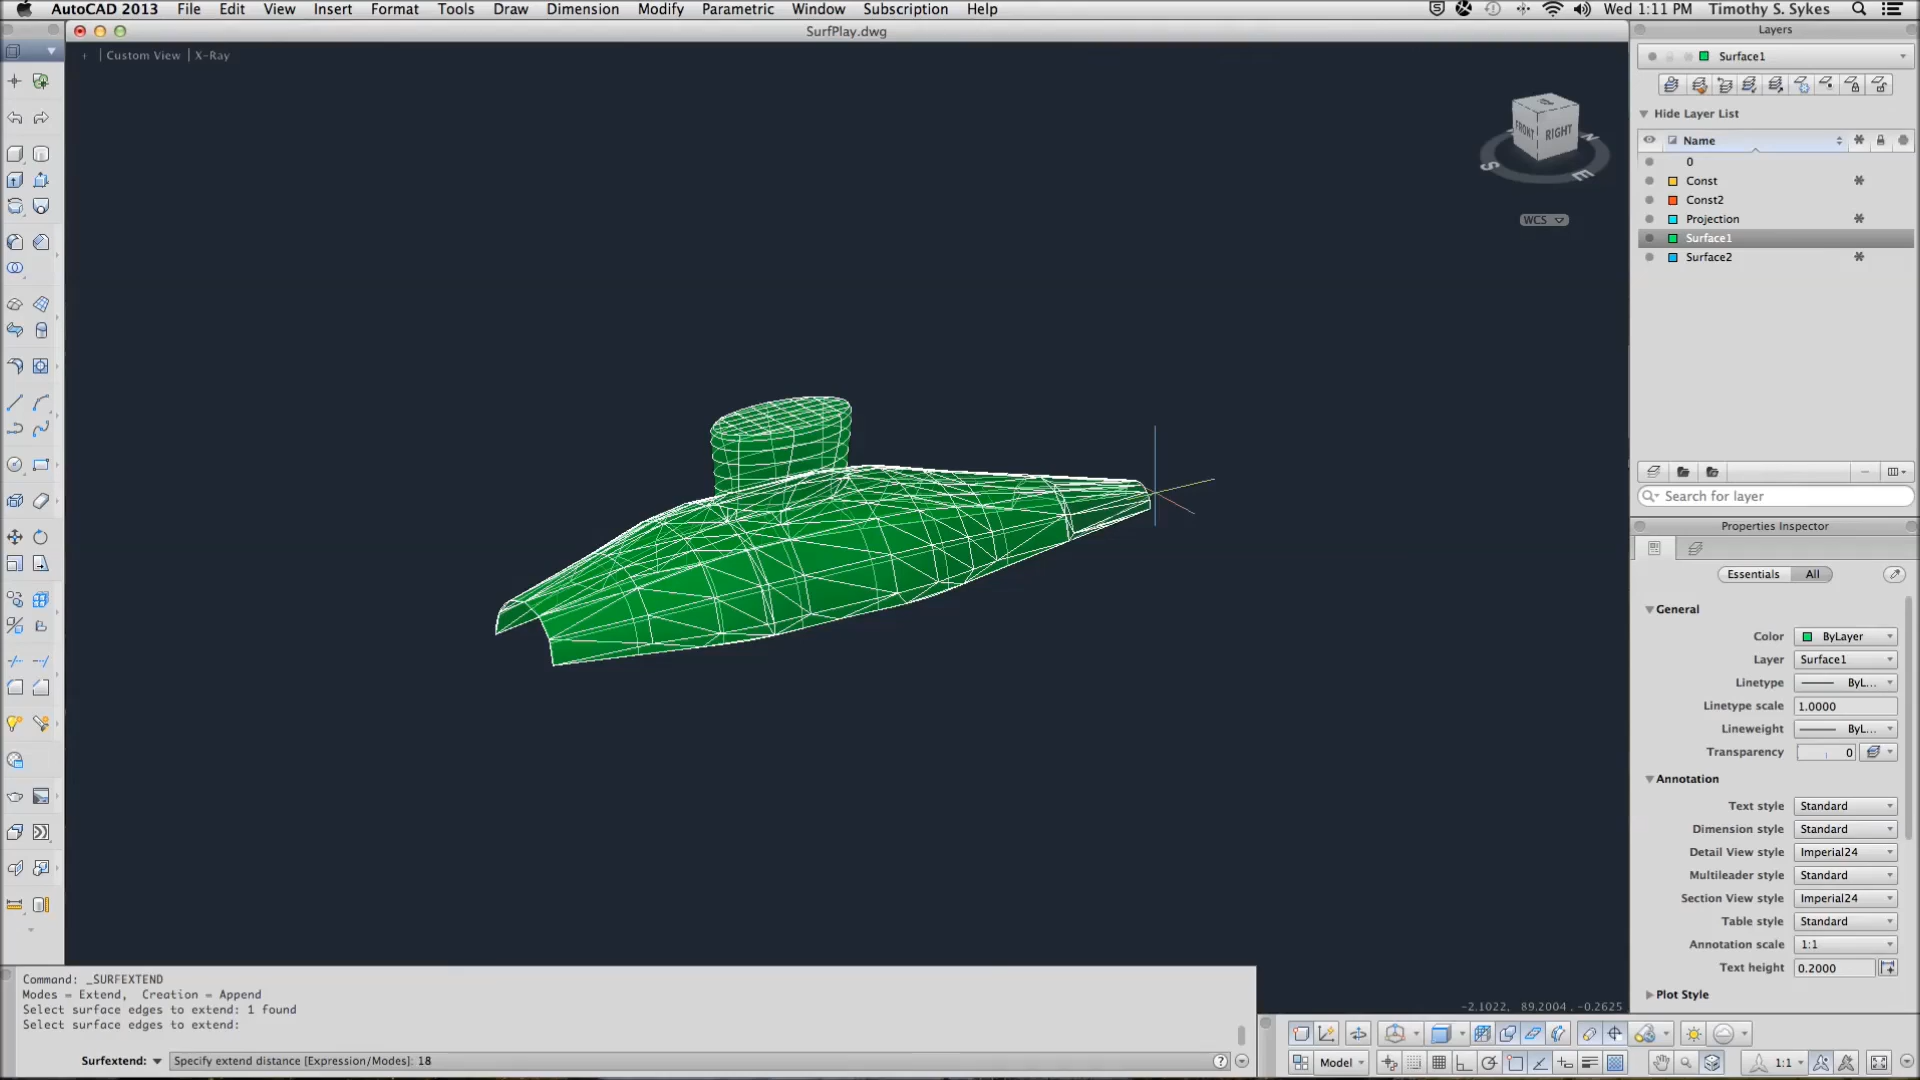 AutoCAD 2013 File Edit View Insert Format Tools Draw Dimension Modify Parametric Window Subscription Help Wed 1:11 PM Timothy S. Sykes
SurfPlay.dwg
+ | Custom View | X-Ray
FRONT RIGHT
S E N
WCS
Layers
Surface1
Hide Layer List
Name
0
Const
Const2
Projection
Surface1
Surface2
Search for layer
Properties Inspector
Essentials All
General
Color ByLayer
Layer Surface1
Linetype ByL...
Linetype scale 1.0000
Lineweight ByL...
Transparency 0
Annotation
Text style Standard
Dimension style Standard
Detail View style Imperial24
Multileader style Standard
Section View style Imperial24
Table style Standard
Annotation scale 1:1
Text height 0.2000
Plot Style
Command: _SURFEXTEND
Modes = Extend, Creation = Append
Select surface edges to extend: 1 found
Select surface edges to extend:
Surfextend: Specify extend distance [Expression/Modes]: 18
-2.1022, 89.2004, -0.2625
Model 1:1